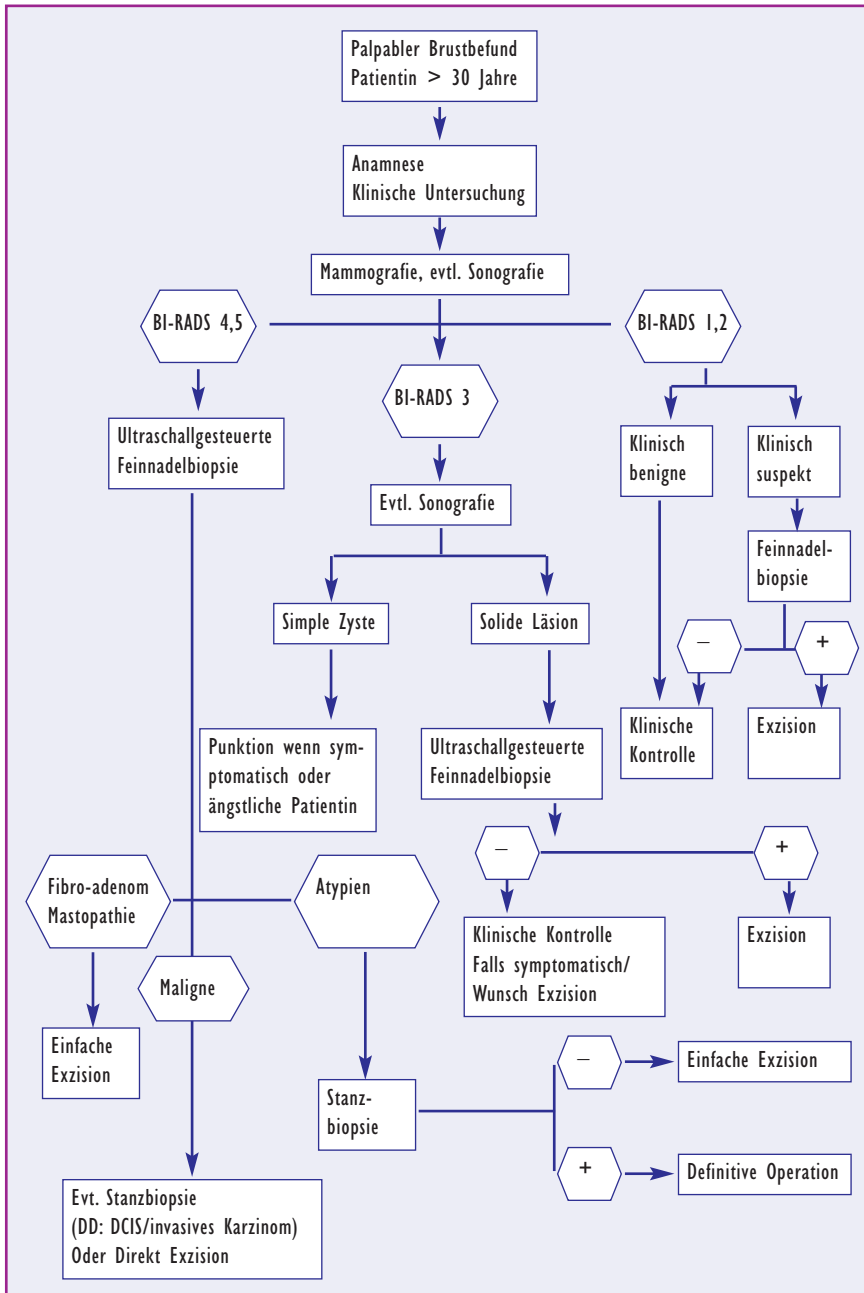 Palpabler Brustbefund
Patientin > 30 Jahre
Anamnese
Klinische Untersuchung
Mammografie, evtl. Sonografie
BI-RADS 4,5
BI-RADS 1,2
BI-RADS 3
Ultraschallgesteuerte
Feinnadelbiopsie
Klinisch
benigne
Klinisch
suspekt
Evtl. Sonografie
Feinnadel-
biopsie
Simple Zyste
Solide Läsion
–
+
Punktion wenn sym-
ptomatisch oder
ängstliche Patientin
Ultraschallgesteuerte
Feinnadelbiopsie
Klinische
Kontrolle
Exzision
–
+
Fibro-adenom
Mastopathie
Atypien
Klinische Kontrolle
Falls symptomatisch/
Wunsch Exzision
Exzision
Maligne
Einfache
Exzision
Stanz-
biopsie
–
Einfache Exzision
+
Definitive Operation
Evt. Stanzbiopsie
(DD: DCIS/invasives Karzinom)
Oder Direkt Exzision